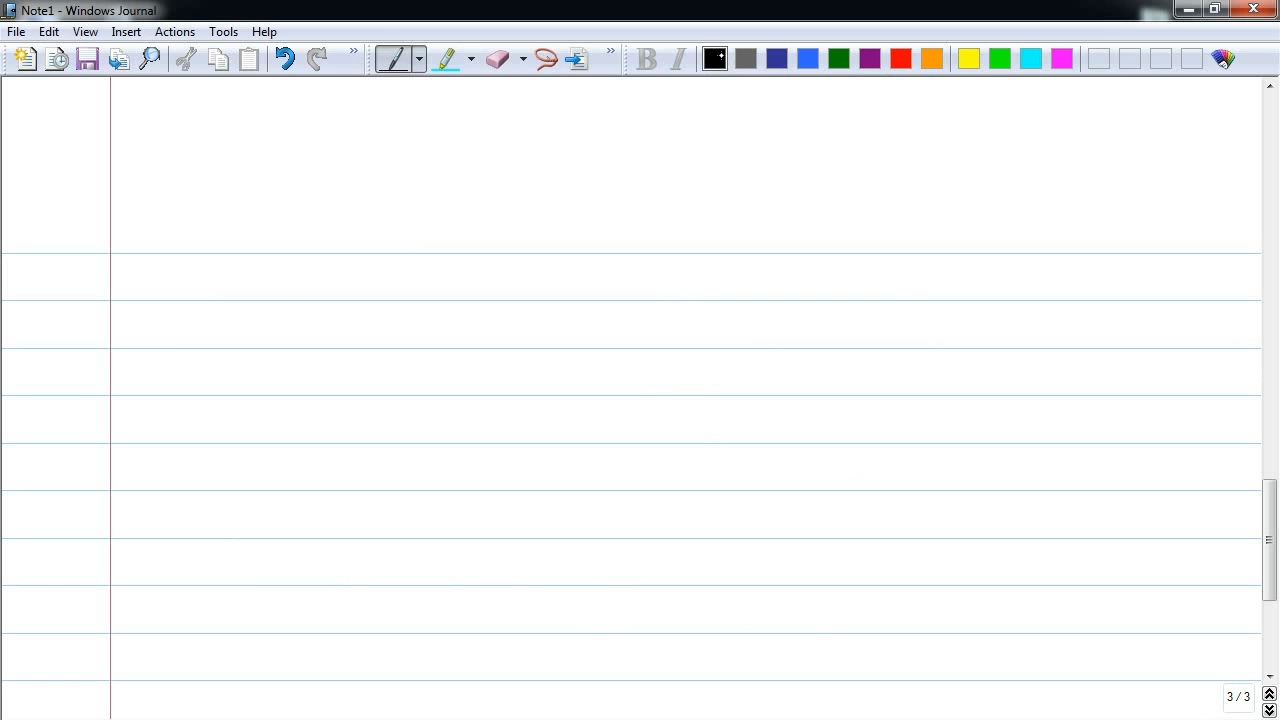 Note1 - Windows Journal
File Edit View Insert Actions Tools Help
B I
3 / 3